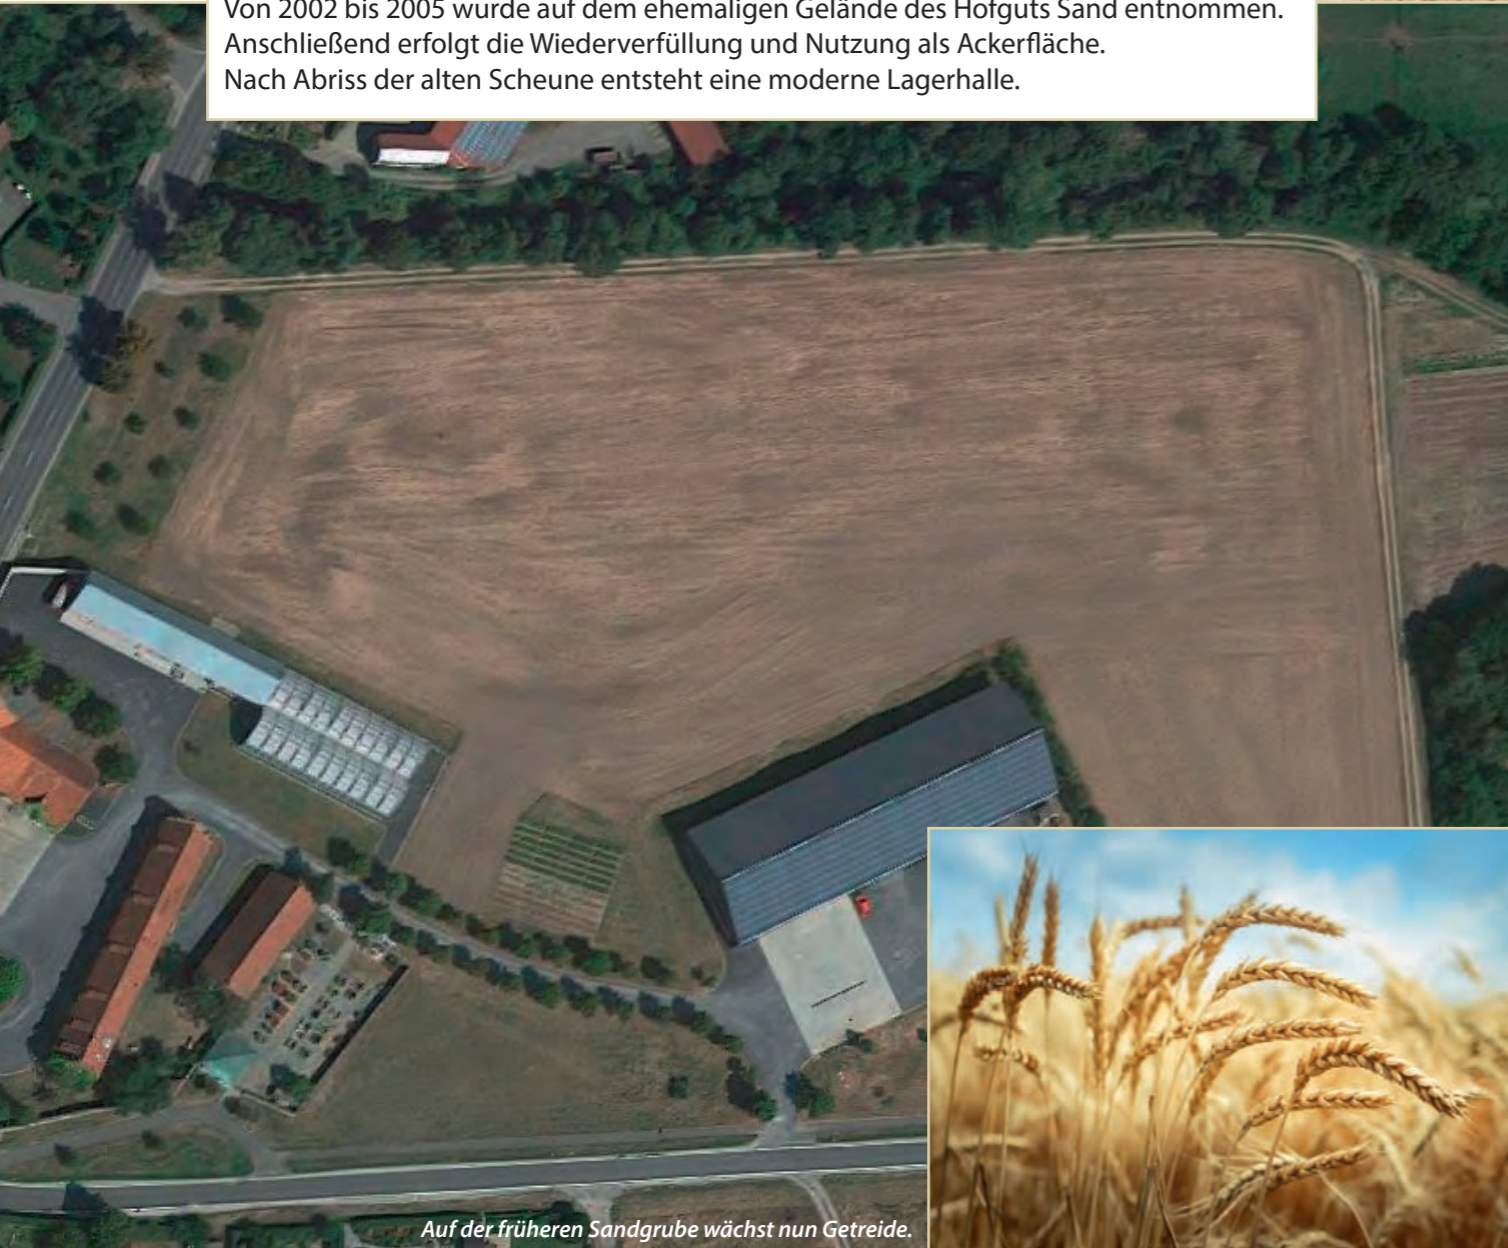 Von 2002 bis 2005 wurde auf dem ehemaligen Gelände des Hofguts Sand entnommen.
Anschließend erfolgt die Wiederverfüllung und Nutzung als Ackerfläche.
Nach Abriss der alten Scheune entsteht eine moderne Lagerhalle.
Auf der früheren Sandgrube wächst nun Getreide.